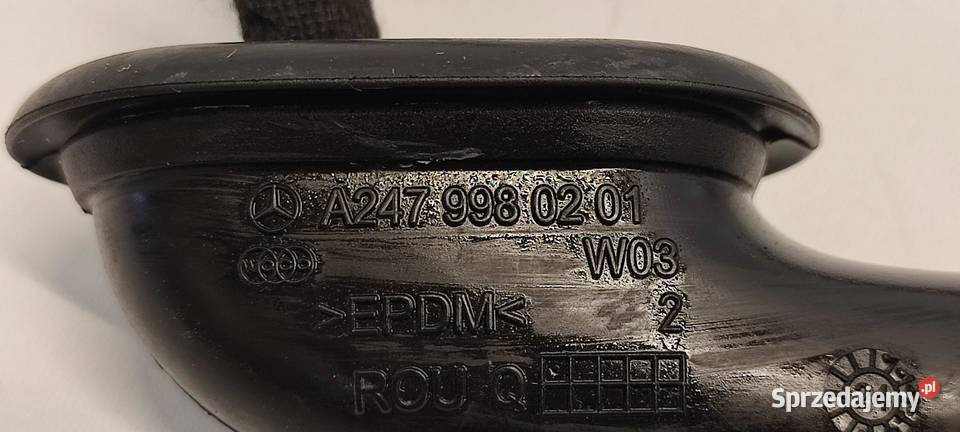 A247 998 02 01
W03
>EPDM<
2
ROU Q
Sprzedajemy.pl